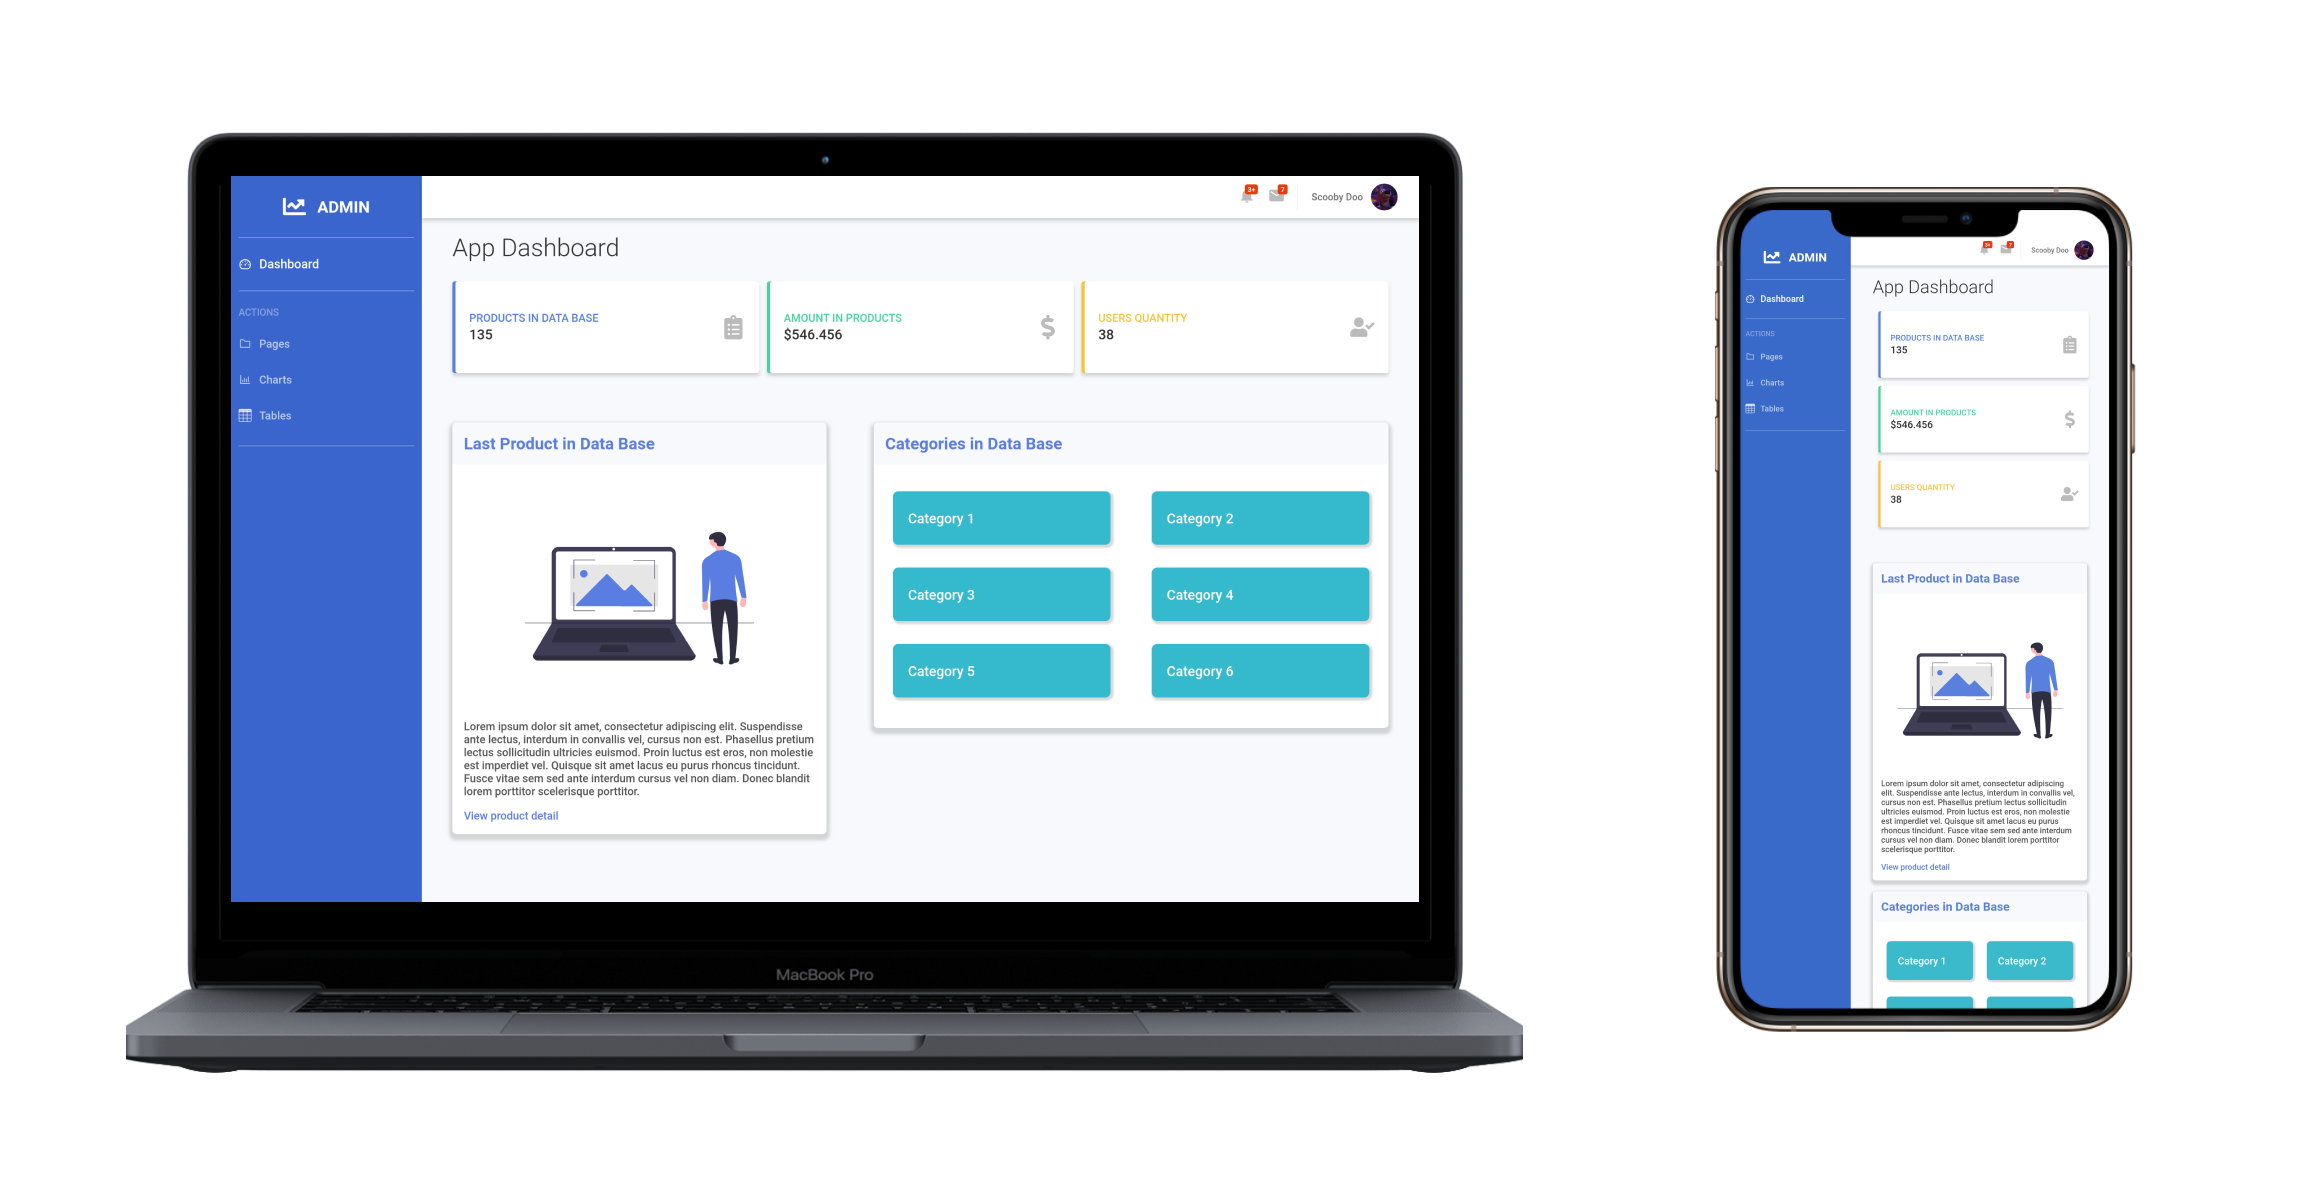 ADMIN
3+
7
Scooby Doo
Dashboard
ACTIONS
Pages
Charts
Tables
App Dashboard
PRODUCTS IN DATA BASE
135
AMOUNT IN PRODUCTS
$546.456
USERS QUANTITY
38
Last Product in Data Base
Lorem ipsum dolor sit amet, consectetur adipiscing elit. Suspendisse
ante lectus, interdum in convallis vel, cursus non est. Phasellus pretium
lectus sollicitudin ultricies euismod. Proin luctus est eros, non molestie
est imperdiet vel. Quisque sit amet lacus eu purus rhoncus tincidunt.
Fusce vitae sem sed ante interdum cursus vel non diam. Donec blandit
lorem porttitor scelerisque porttitor.
View product detail
Categories in Data Base
Category 1
Category 2
Category 3
Category 4
Category 5
Category 6
MacBook Pro
ADMIN
3+
7
Scooby Doo
Dashboard
ACTIONS
Pages
Charts
Tables
App Dashboard
PRODUCTS IN DATA BASE
135
AMOUNT IN PRODUCTS
$546.456
USERS QUANTITY
38
Last Product in Data Base
Lorem ipsum dolor sit amet, consectetur adipiscing
elit. Suspendisse ante lectus, interdum in convallis vel,
cursus non est. Phasellus pretium lectus sollicitudin
ultricies euismod. Proin luctus est eros, non molestie
est imperdiet vel. Quisque sit amet lacus eu purus
rhoncus tincidunt. Fusce vitae sem sed ante interdum
cursus vel non diam. Donec blandit lorem porttitor
scelerisque porttitor.
View product detail
Categories in Data Base
Category 1
Category 2